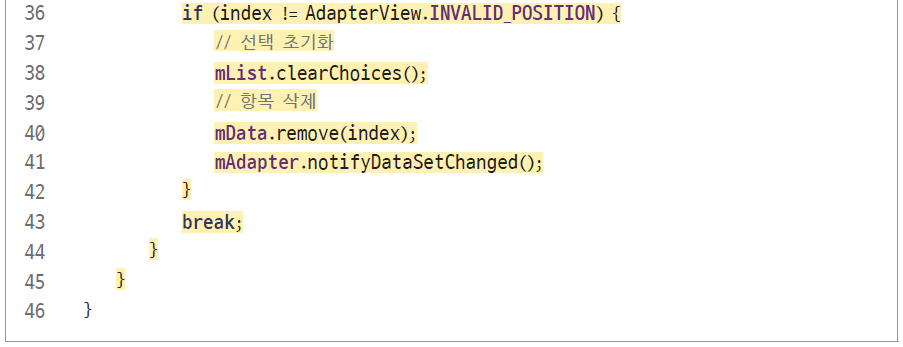 36 if (index != AdapterView.INVALID_POSITION) {
37 // 선택 초기화
38 mList.clearChoices();
39 // 항목 삭제
40 mData.remove(index);
41 mAdapter.notifyDataSetChanged();
42 }
43 break;
44 }
45 }
46 }